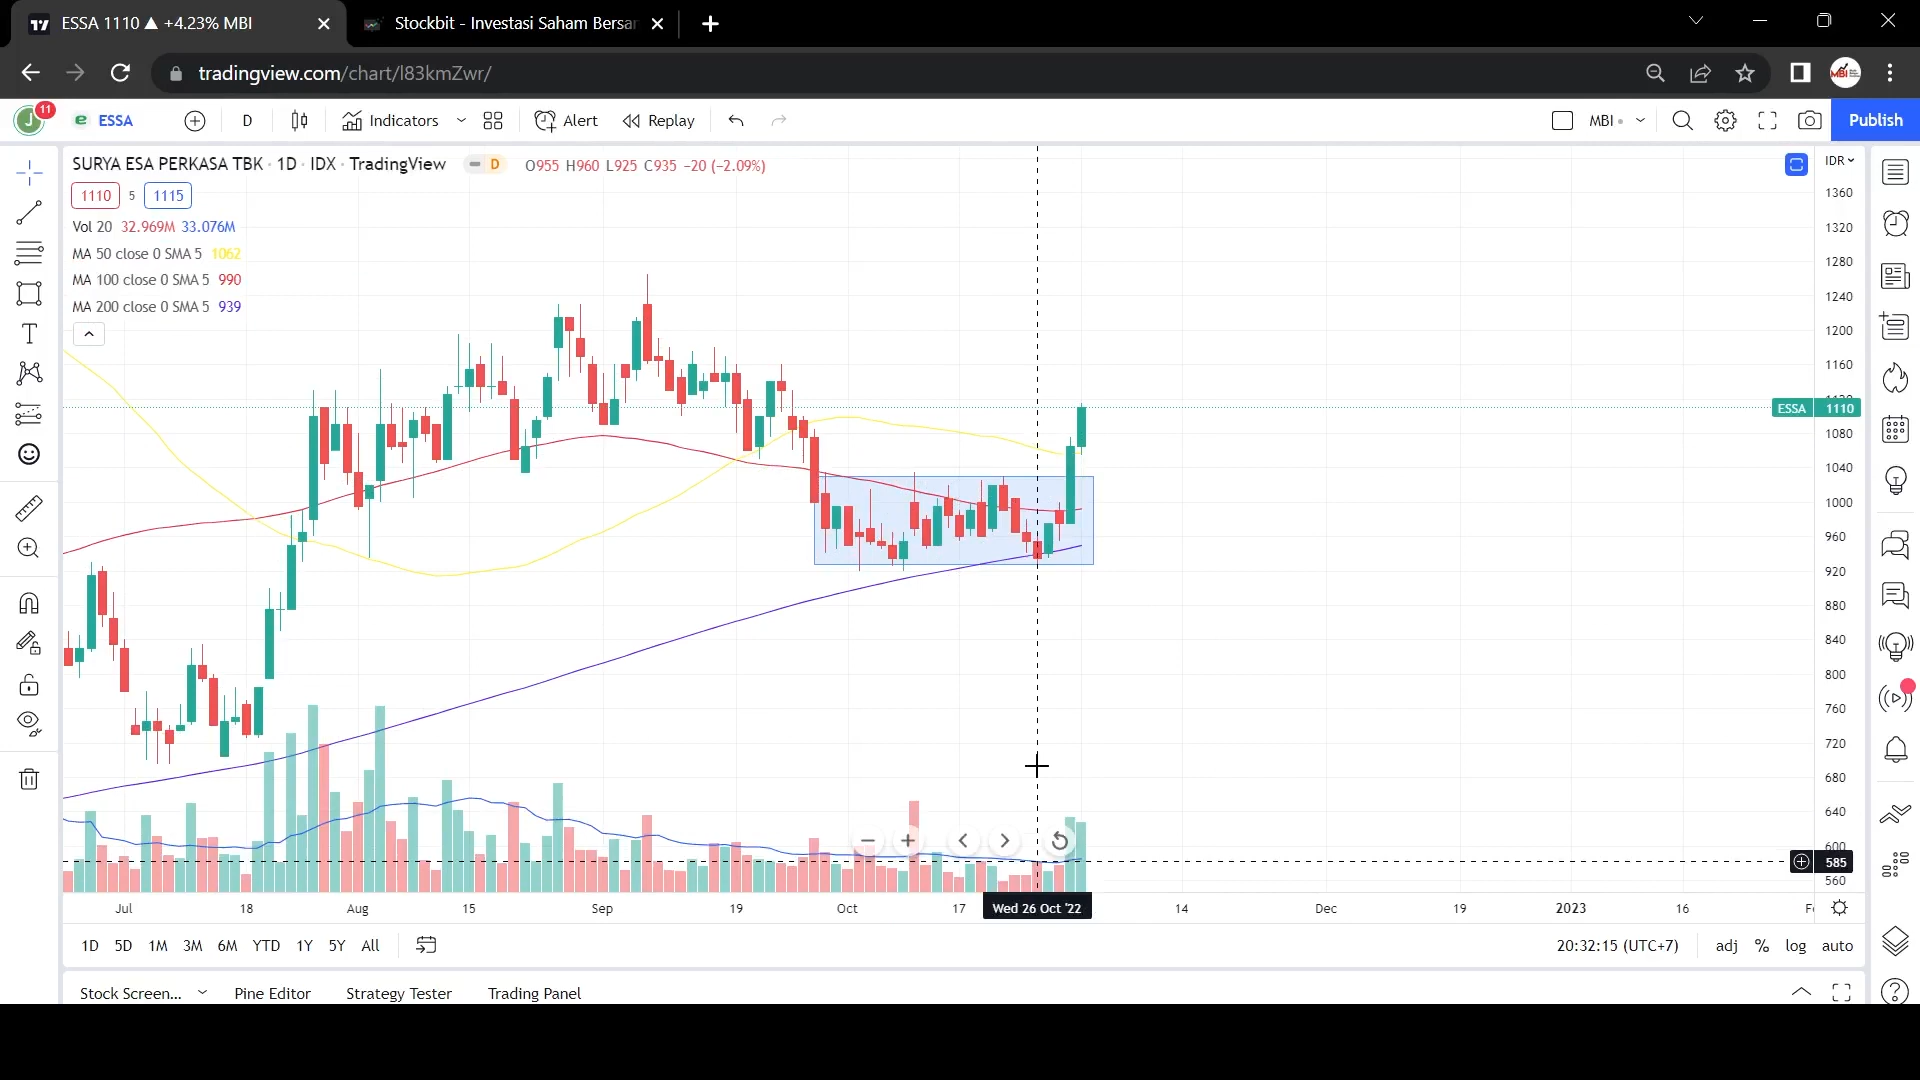 ESSA 1110 ▲ +4.23% MBI
Stockbit - Investasi Saham Bersar
tradingview.com/chart/l83kmZwr/
MBI
J 11 ESSA D Indicators Alert Replay MBI Publish
SURYA ESA PERKASA TBK · 1D · IDX · TradingView D O955 H960 L925 C935 −20 (−2.09%) IDR
1110 5 1115
Vol 20 32.969M 33.076M
MA 50 close 0 SMA 5 1062
MA 100 close 0 SMA 5 990
MA 200 close 0 SMA 5 939
1360
1320
1280
1240
1200
1160
ESSA 1110
1080
1040
1000
960
920
880
840
800
760
720
680
640
600
585
560
Jul 18 Aug 15 Sep 19 Oct 17 Wed 26 Oct '22 14 Dec 19 2023 16
1D 5D 1M 3M 6M YTD 1Y 5Y All 20:32:15 (UTC+7) adj % log auto
Stock Screen... Pine Editor Strategy Tester Trading Panel